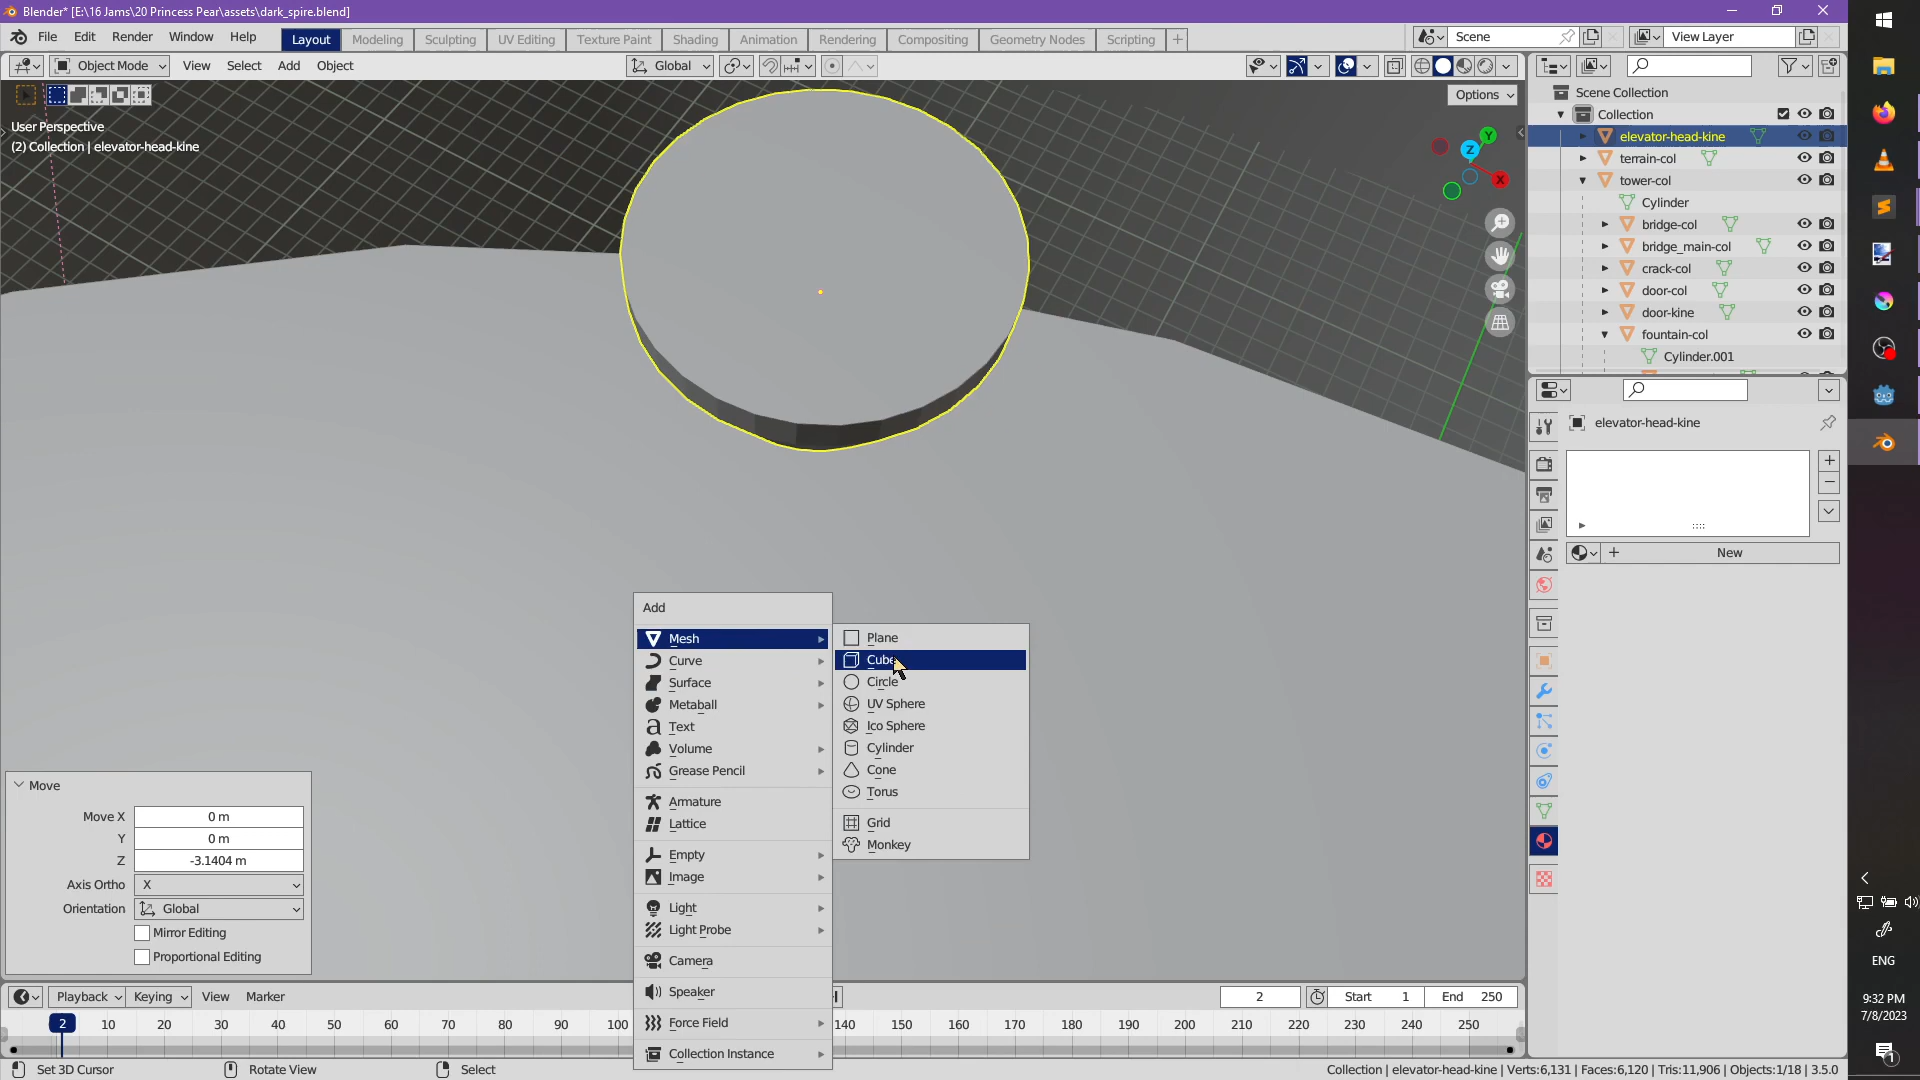 Blender* [E:\16 Jams\20 Princess Pear\assets\dark_spire.blend]
File Edit Render Window Help Layout Modeling Sculpting UV Editing Texture Paint Shading Animation Rendering Compositing Geometry Nodes Scripting + Scene View Layer
Object Mode View Select Add Object Global
Options
User Perspective
(2) Collection | elevator-head-kine
X Y Z
Scene Collection
Collection
elevator-head-kine
terrain-col
tower-col
Cylinder
bridge-col
bridge_main-col
crack-col
door-col
door-kine
fountain-col
Cylinder.001
elevator-head-kine
+ New
Add
Mesh
Curve
Surface
Metaball
Text
Volume
Grease Pencil
Armature
Lattice
Empty
Image
Light
Light Probe
Camera
Speaker
Force Field
Collection Instance
Plane
Cube
Circle
UV Sphere
Ico Sphere
Cylinder
Cone
Torus
Grid
Monkey
Move
Move X 0 m
Y 0 m
Z -3.1404 m
Axis Ortho X
Orientation Global
Mirror Editing
Proportional Editing
Playback Keying View Marker 2 Start 1 End 250
2 10 20 30 40 50 60 70 80 90 100 140 150 160 170 180 190 200 210 220 230 240 250
Set 3D Cursor Rotate View Select Collection | elevator-head-kine | Verts:6,131 | Faces:6,120 | Tris:11,906 | Objects:1/18 | 3.5.0
ENG
9:32 PM
7/8/2023
1